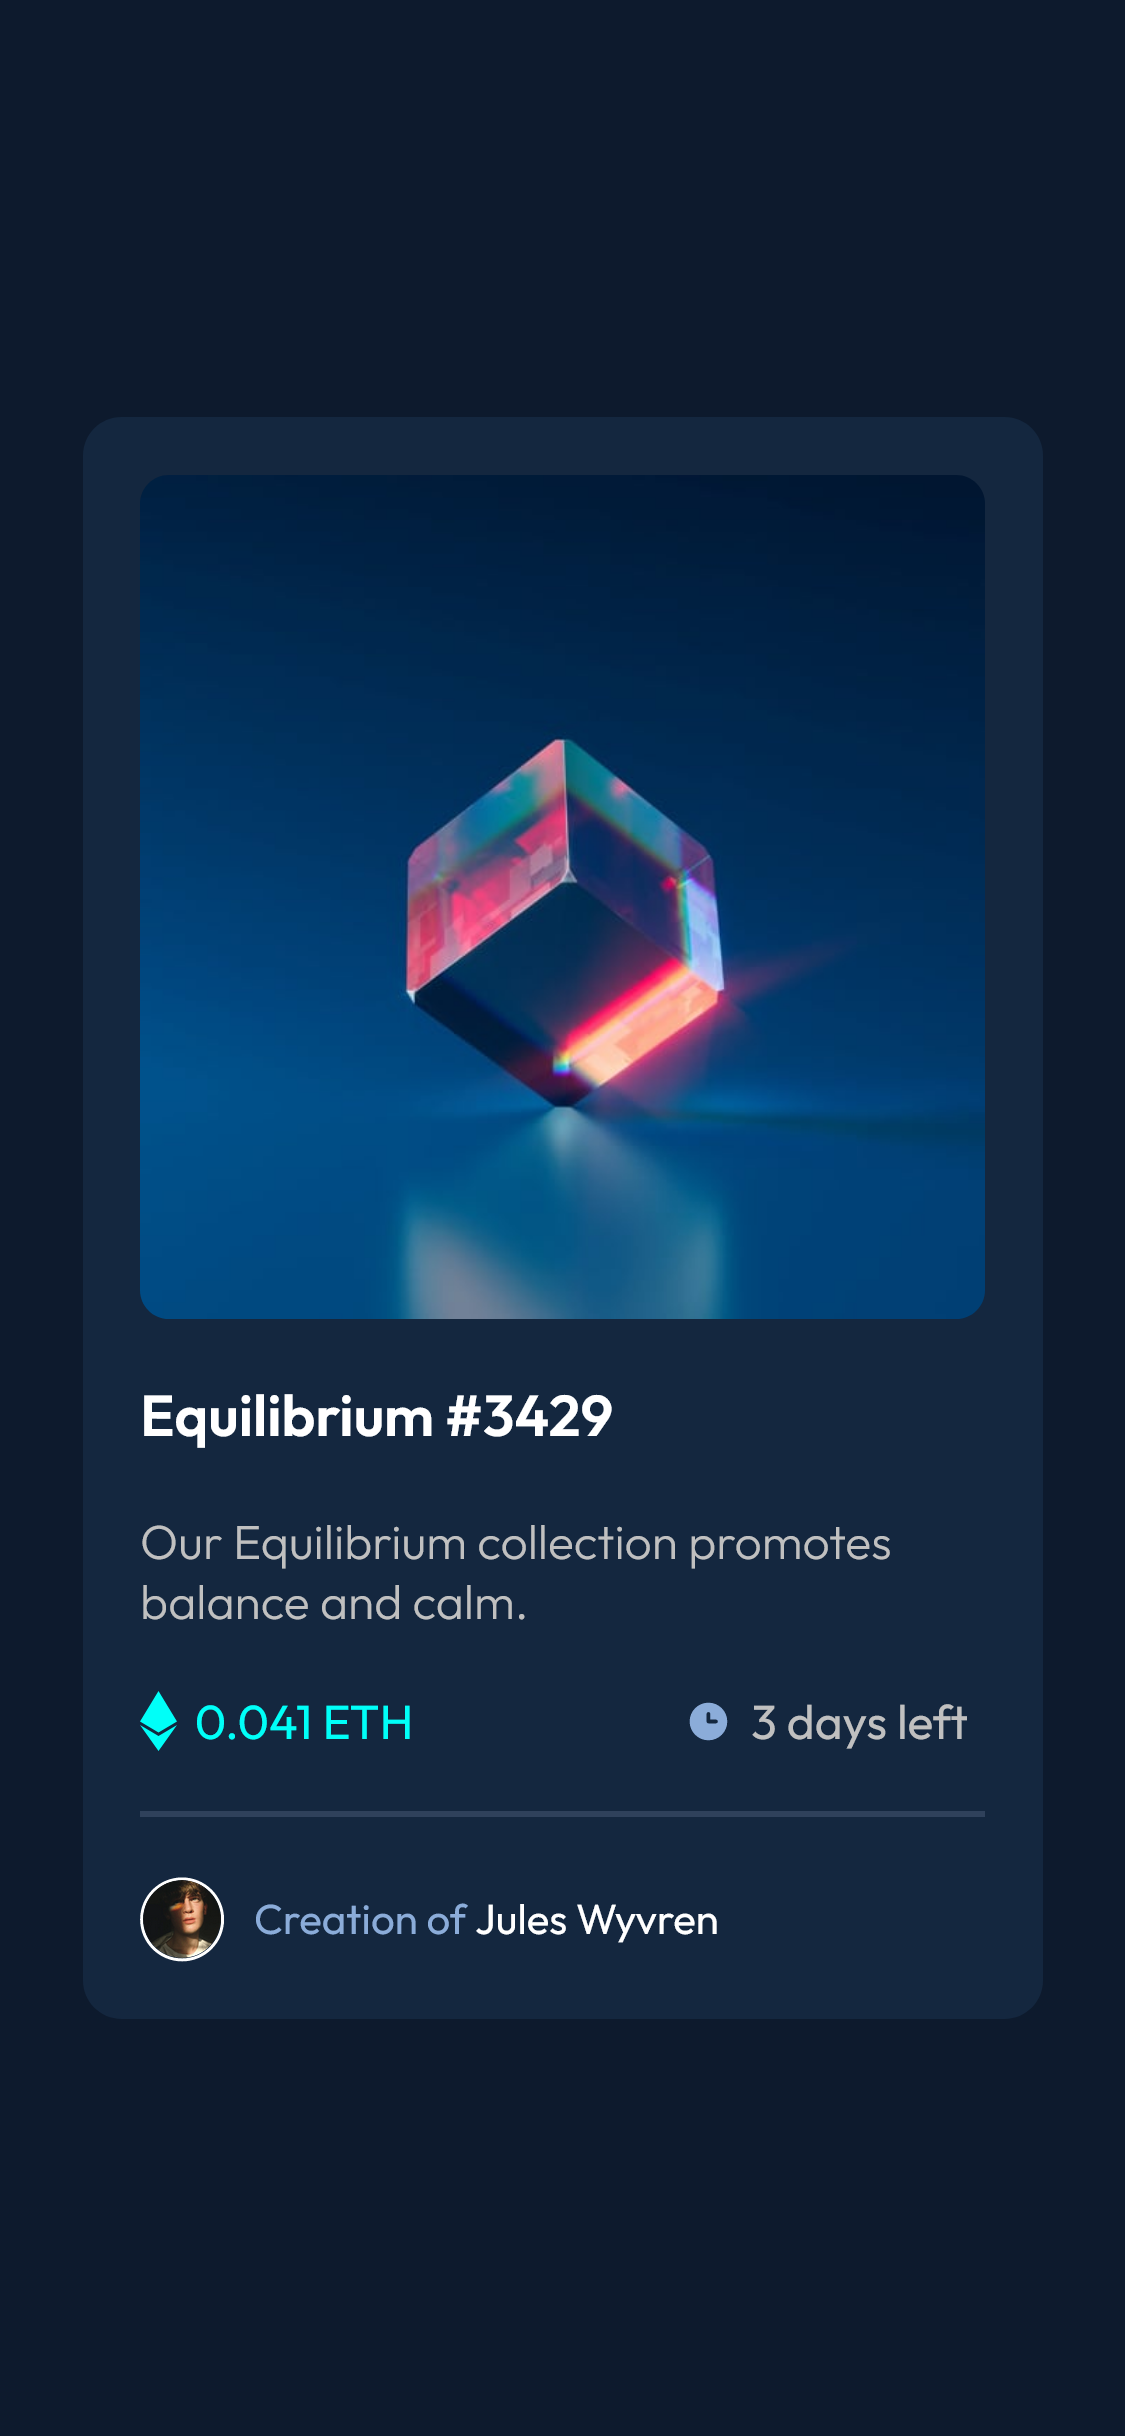 Equilibrium #3429
Our Equilibrium collection promotes
balance and calm.
0.041 ETH
3 days left
Creation of Jules Wyvren